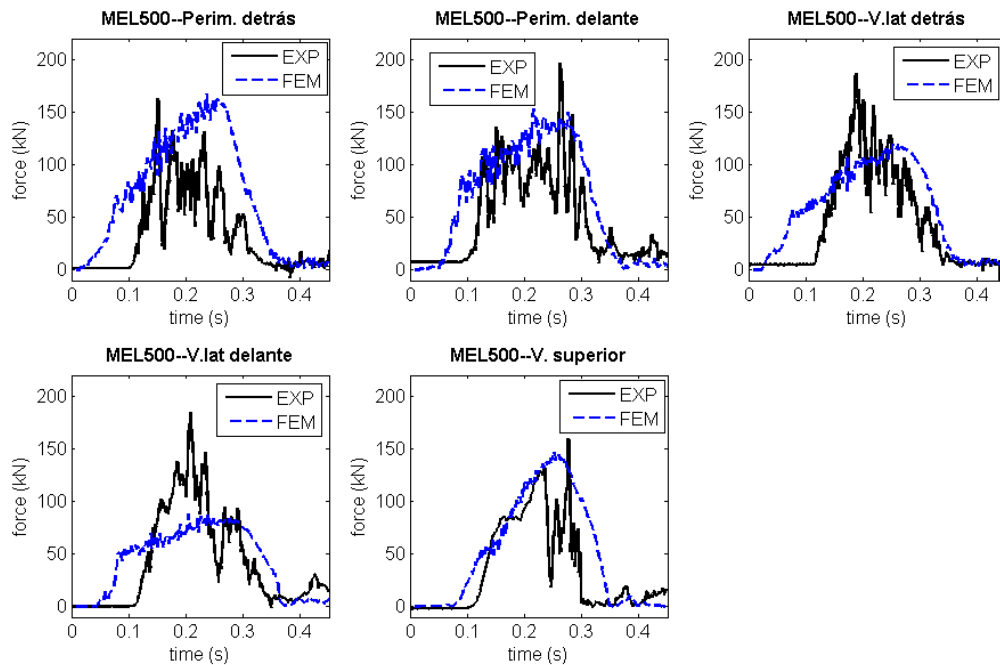 MEL500--Perim. detrás
MEL500--Perim. delante
MEL500--V.lat detrás
200
150
100
50
0
force (kN)
EXP
FEM
0 0.1 0.2 0.3 0.4
time (s)
200
150
100
50
0
force (kN)
EXP
FEM
0 0.1 0.2 0.3 0.4
time (s)
200
150
100
50
0
force (kN)
EXP
FEM
0 0.1 0.2 0.3 0.4
time (s)
MEL500--V.lat delante
MEL500--V. superior
200
150
100
50
0
force (kN)
EXP
FEM
0 0.1 0.2 0.3 0.4
time (s)
200
150
100
50
0
force (kN)
EXP
FEM
0 0.1 0.2 0.3 0.4
time (s)